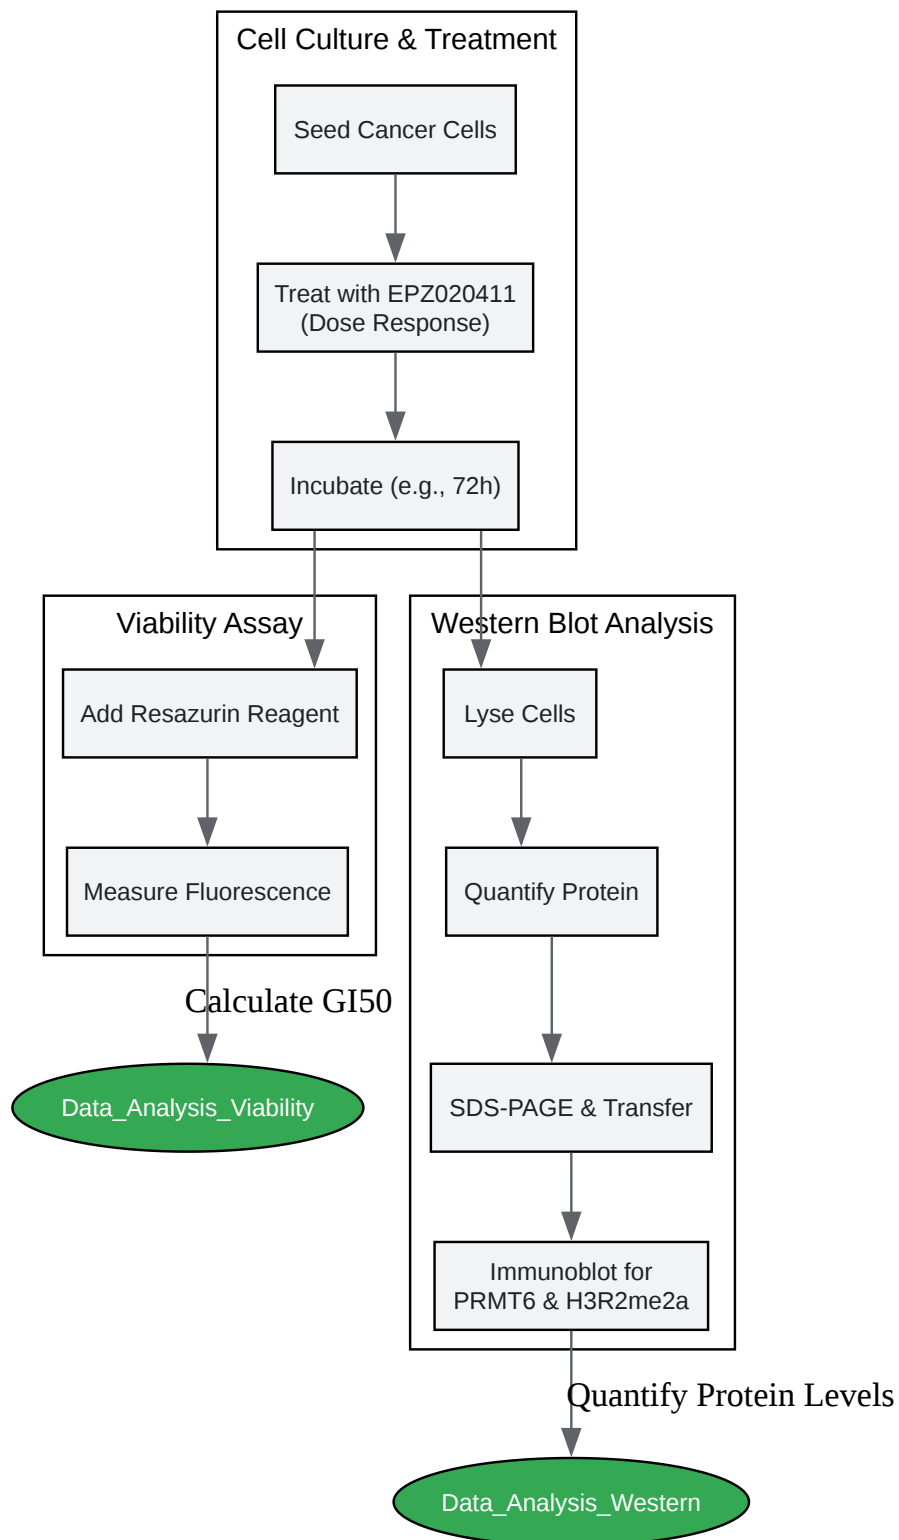 Cell Culture & Treatment
Seed Cancer Cells
Treat with EPZ020411
(Dose Response)
Incubate (e.g., 72h)
Viability Assay
Add Resazurin Reagent
Measure Fluorescence
Calculate GI50
Data_Analysis_Viability
Western Blot Analysis
Lyse Cells
Quantify Protein
SDS-PAGE & Transfer
Immunoblot for
PRMT6 & H3R2me2a
Quantify Protein Levels
Data_Analysis_Western